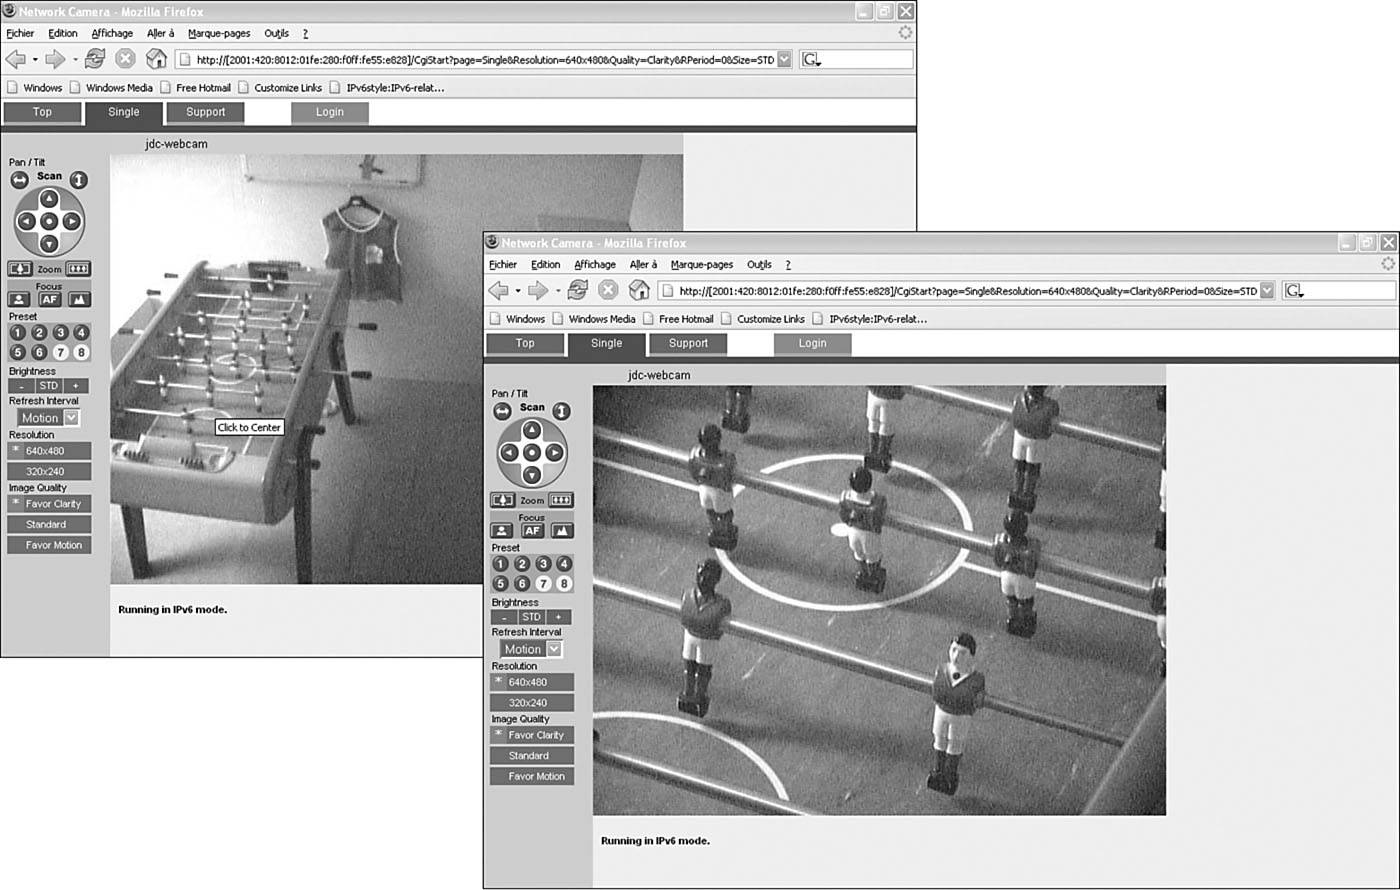 Network Camera - Mozilla Firefox
Fichier Edition Affichage Aller à Marque-pages Outils ?
http://[2001:420:8012:01fe:280:f0ff:fe55:e828]/CgiStart?page=Single&Resolution=640x480&Quality=Clarity&RPeriod=0&Size=STD
G
Windows Windows Media Free Hotmail Customize Links IPv6style:IPv6-relat...
Top Single Support Login
jdc-webcam
Pan / Tilt
Scan
Zoom
Focus
AF
Preset
1 2 3 4
5 6 7 8
Brightness
- STD +
Refresh Interval
Motion
Resolution
* 640x480
320x240
Image Quality
* Favor Clarity
Standard
Favor Motion
Click to Center
Running in IPv6 mode.
Network Camera - Mozilla Firefox
Fichier Edition Affichage Aller à Marque-pages Outils ?
http://[2001:420:8012:01fe:280:f0ff:fe55:e828]/CgiStart?page=Single&Resolution=640x480&Quality=Clarity&RPeriod=0&Size=STD
G
Windows Windows Media Free Hotmail Customize Links IPv6style:IPv6-relat...
Top Single Support Login
jdc-webcam
Pan / Tilt
Scan
Zoom
Focus
AF
Preset
1 2 3 4
5 6 7 8
Brightness
- STD +
Refresh Interval
Motion
Resolution
* 640x480
320x240
Image Quality
* Favor Clarity
Standard
Favor Motion
Running in IPv6 mode.